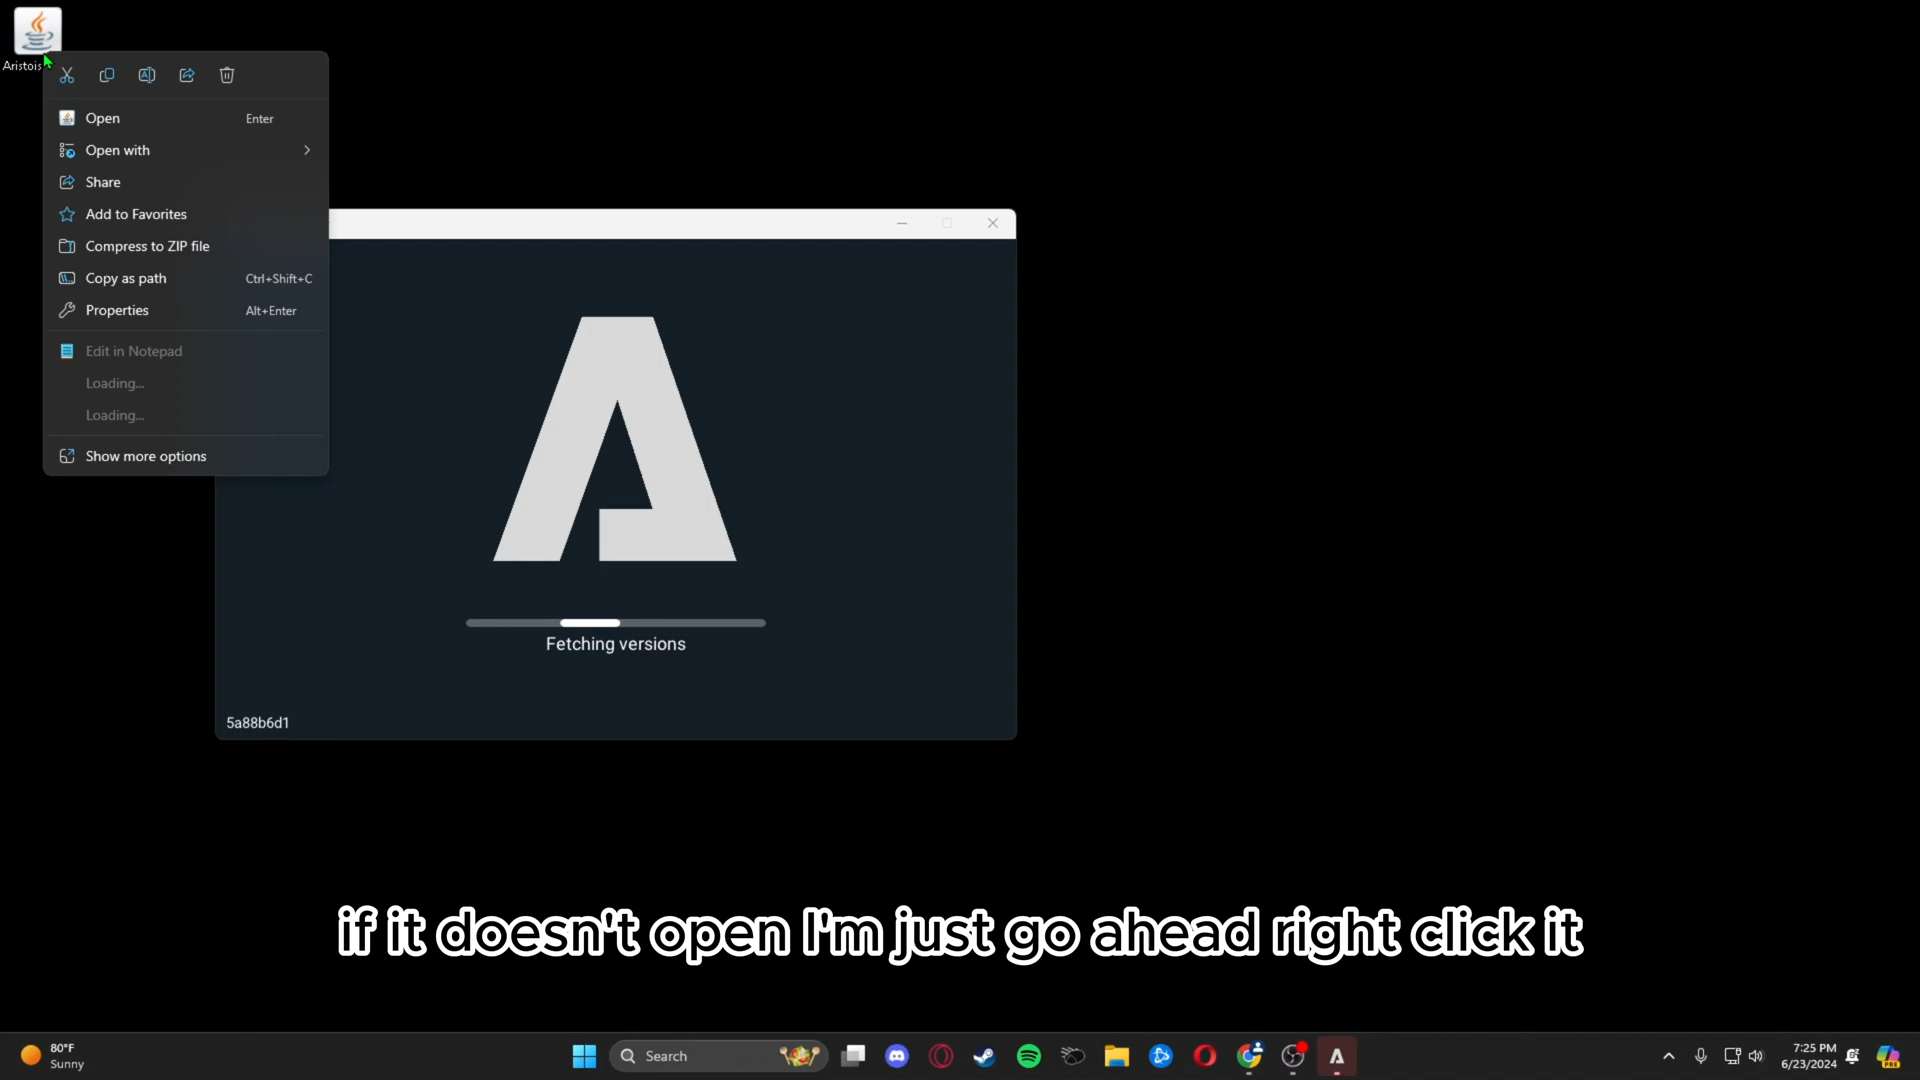 Aristois
Open Enter
Open with
Share
Add to Favorites
Compress to ZIP file
Copy as path Ctrl+Shift+C
Properties Alt+Enter
Edit in Notepad
Loading...
Loading...
Show more options
Fetching versions
5a88b6d1
if it doesn't open I'm just go ahead right click it
80°F
Sunny
Search
7:25 PM
6/23/2024
PRE